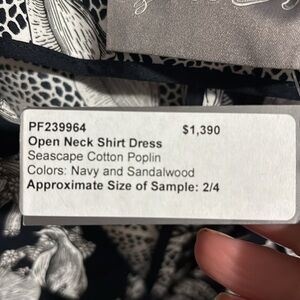 PF239964 $1,390
Open Neck Shirt Dress
Seascape Cotton Poplin
Colors: Navy and Sandalwood
Approximate Size of Sample: 2/4